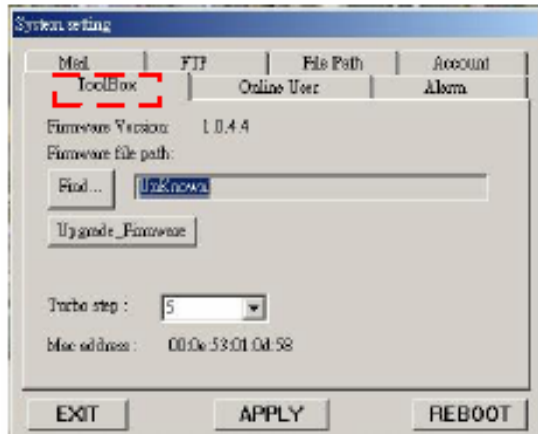 System setting
Mail FTP File Path Account
ToolBox Online User Alarm
Firmware Version: 1.0.4.4
Firmware file path:
Find... UnKnown
Upgrade_Firmware
Turbo step : 5
Mac address : 00:0e:53:01:0d:58
EXIT APPLY REBOOT